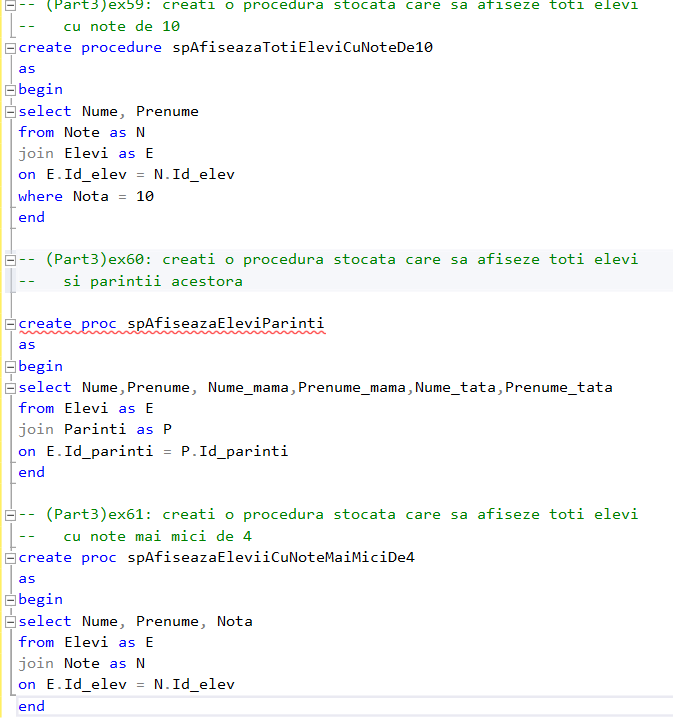 -- (Part3)ex59: creati o procedura stocata care sa afiseze toti elevi
--   cu note de 10
create procedure spAfiseazaTotiEleviCuNoteDe10
as
begin
select Nume, Prenume
from Note as N
join Elevi as E
on E.Id_elev = N.Id_elev
where Nota = 10
end
-- (Part3)ex60: creati o procedura stocata care sa afiseze toti elevi
--   si parintii acestora
create proc spAfiseazaEleviParinti
as
begin
select Nume,Prenume, Nume_mama,Prenume_mama,Nume_tata,Prenume_tata
from Elevi as E
join Parinti as P
on E.Id_parinti = P.Id_parinti
end
-- (Part3)ex61: creati o procedura stocata care sa afiseze toti elevi
--   cu note mai mici de 4
create proc spAfiseazaEleviiCuNoteMaiMiciDe4
as
begin
select Nume, Prenume, Nota
from Elevi as E
join Note as N
on E.Id_elev = N.Id_elev
end